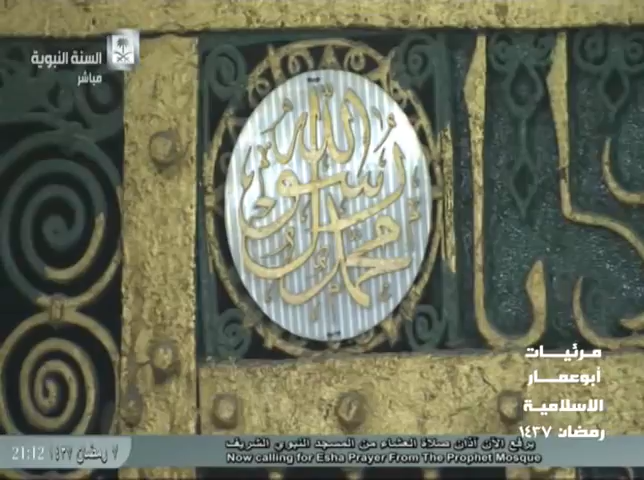 السنة النبوية
مباشر
الله
رسول
محمد
مرئيات
أبوعمار
الاسلامية
رمضان ١٤٣٧
يرفع الآن آذان صلاة العشاء من المسجد النبوي الشريف
Now calling for Esha Prayer From The Prophet Mosque
٧ رمضان ١٤٣٧ 21:12